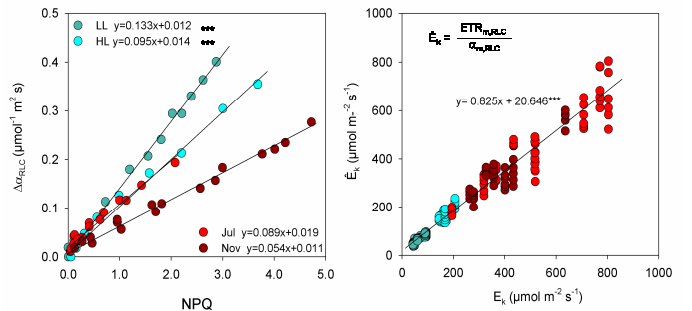 LL y=0.133x+0.012 ***
HL y=0.095x+0.014 ***
Jul y=0.089x+0.019
Nov y=0.054x+0.011
0.5
0.4
0.3
0.2
0.1
0.0
ΔαRLC (µmol⁻¹ m² s)
0.0 1.0 2.0 3.0 4.0 5.0
NPQ
Êk = ETRm,RLC / αm,RLC
y= 0.825x + 20.646***
1000
800
600
400
200
0
Êk (µmol m⁻² s⁻¹)
0 200 400 600 800 1000
Ek (µmol m⁻² s⁻¹)